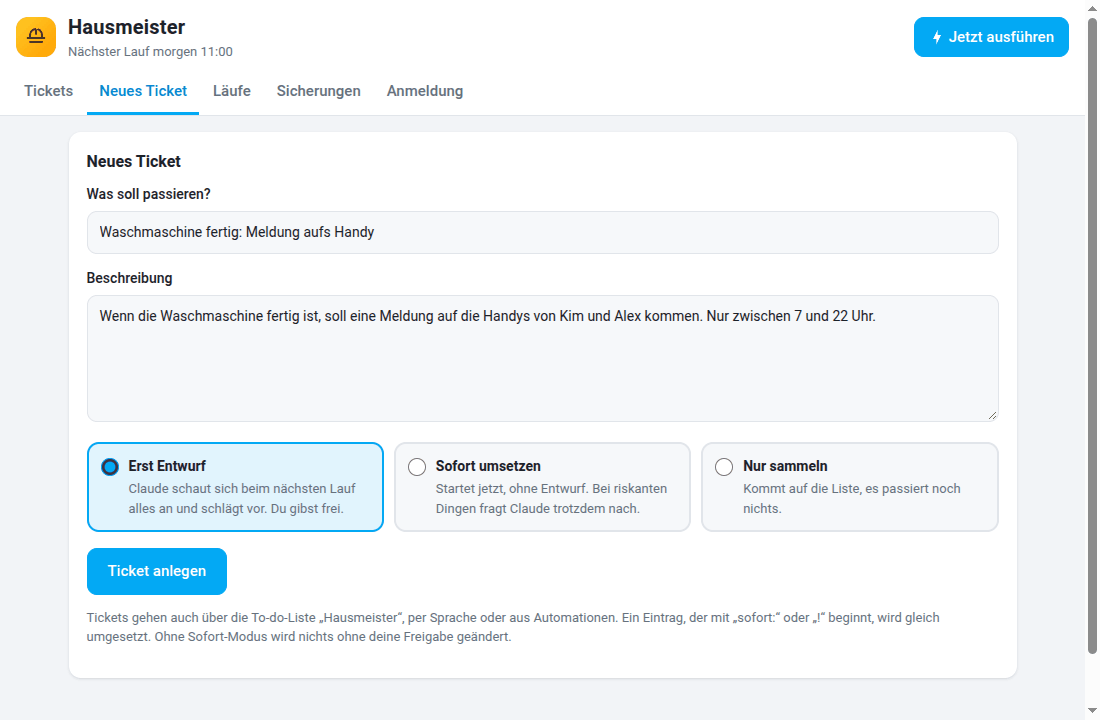 Hausmeister
Nächster Lauf morgen 11:00
Jetzt ausführen
Tickets
Neues Ticket
Läufe
Sicherungen
Anmeldung
Neues Ticket
Was soll passieren?
Waschmaschine fertig: Meldung aufs Handy
Beschreibung
Wenn die Waschmaschine fertig ist, soll eine Meldung auf die Handys von Kim und Alex kommen. Nur zwischen 7 und 22 Uhr.
Erst Entwurf
Claude schaut sich beim nächsten Lauf
alles an und schlägt vor. Du gibst frei.
Sofort umsetzen
Startet jetzt, ohne Entwurf. Bei riskanten
Dingen fragt Claude trotzdem nach.
Nur sammeln
Kommt auf die Liste, es passiert noch
nichts.
Ticket anlegen
Tickets gehen auch über die To-do-Liste „Hausmeister“, per Sprache oder aus Automationen. Ein Eintrag, der mit „sofort:“ oder „!“ beginnt, wird gleich
umgesetzt. Ohne Sofort-Modus wird nichts ohne deine Freigabe geändert.